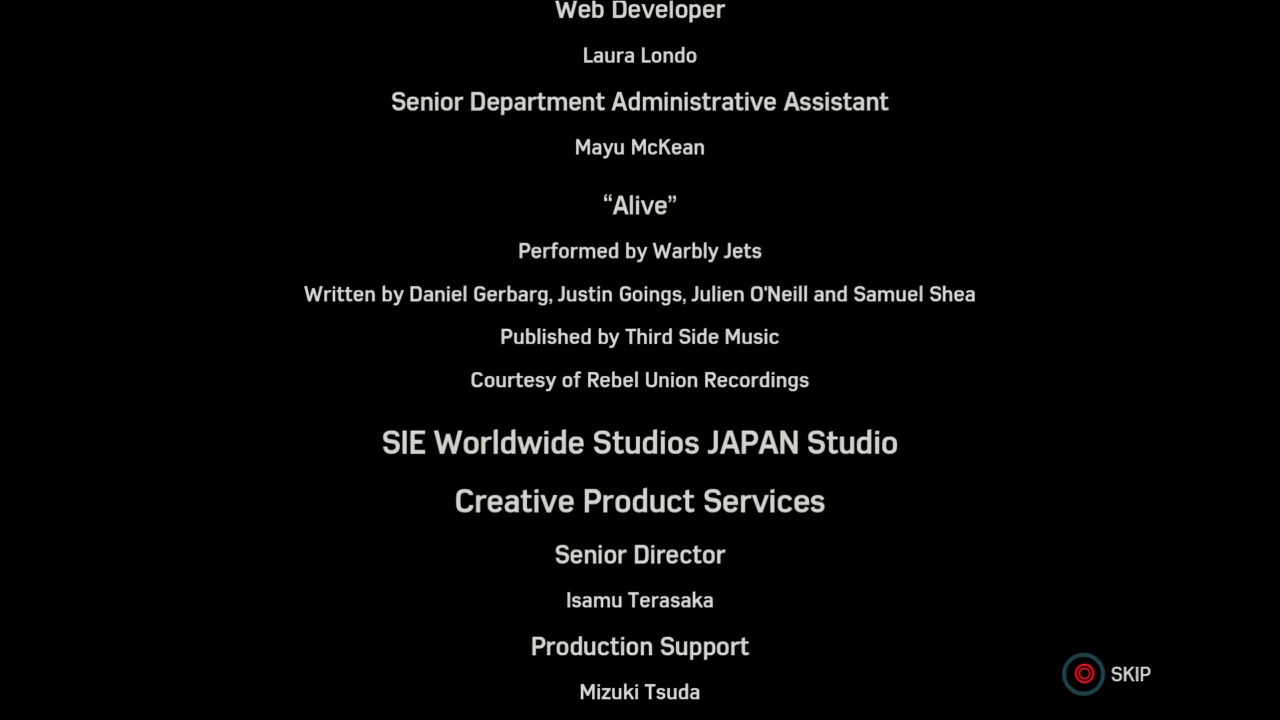 Web Developer
Laura Londo
Senior Department Administrative Assistant
Mayu McKean
“Alive”
Performed by Warbly Jets
Written by Daniel Gerbarg, Justin Goings, Julien O'Neill and Samuel Shea
Published by Third Side Music
Courtesy of Rebel Union Recordings
SIE Worldwide Studios JAPAN Studio
Creative Product Services
Senior Director
Isamu Terasaka
Production Support
SKIP
Mizuki Tsuda